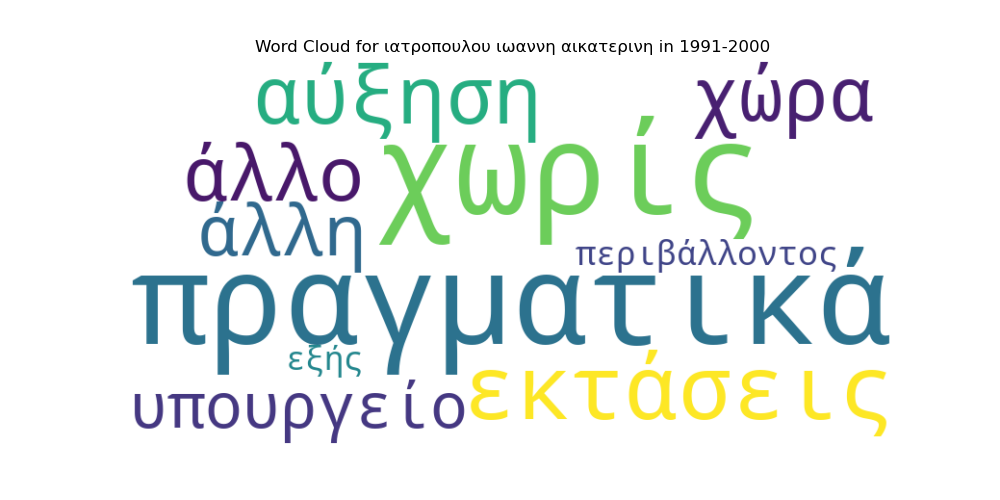 Word Cloud for ιατροπουλου ιωαννη αικατερινη in 1991-2000
αύξηση χώρα
άλλο χωρίς
άλλη
περιβάλλοντος
πραγματικά
εξής
υπουργείο εκτάσεις